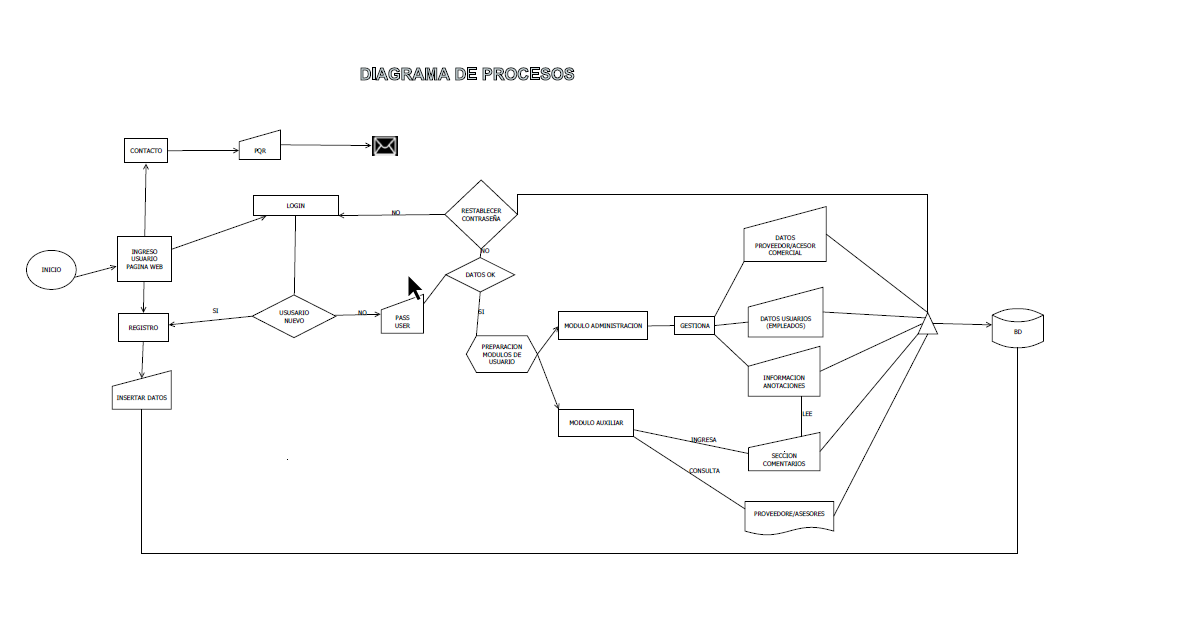 DIAGRAMA DE PROCESOS
CONTACTO
PQR
LOGIN
NO
RESTABLECER
CONTRASEÑA
INICIO
INGRESO
USUARIO
PAGINA WEB
NO
DATOS OK
DATOS
PROVEEDOR/ACESOR
COMERCIAL
SI
USUSARIO
NUEVO
NO
PASS
USER
SI
REGISTRO
MODULO ADMINISTRACION
GESTIONA
DATOS USUARIOS
(EMPLEADOS)
BD
PREPARACION
MODULOS DE
USUARIO
INFORMACION
ANOTACIONES
INSERTAR DATOS
MODULO AUXILIAR
LEE
INGRESA
SECCION
COMENTARIOS
CONSULTA
PROVEEDORE/ASESORES